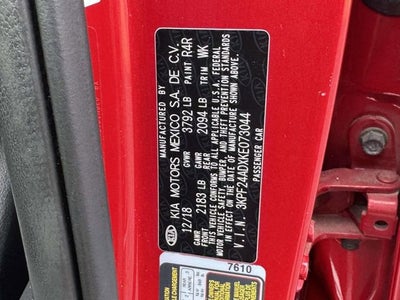 MANUFACTURED BY
KIA MOTORS MEXICO S.A. DE C.V.
12/18 GVWR 3792 LB PAINT R4R
GAWR FRONT 2183 LB GAWR REAR 2094 LB TRIM WK
THIS VEHICLE CONFORMS TO ALL APPLICABLE U.S.A. FEDERAL
MOTOR VEHICLE SAFETY, BUMPER, AND THEFT PREVENTION STANDARDS
IN EFFECT ON THE DATE OF MANUFACTURE SHOWN ABOVE.
V.I.N. 3KPF24ADXKE073044
PASSENGER CAR
KIA
7610